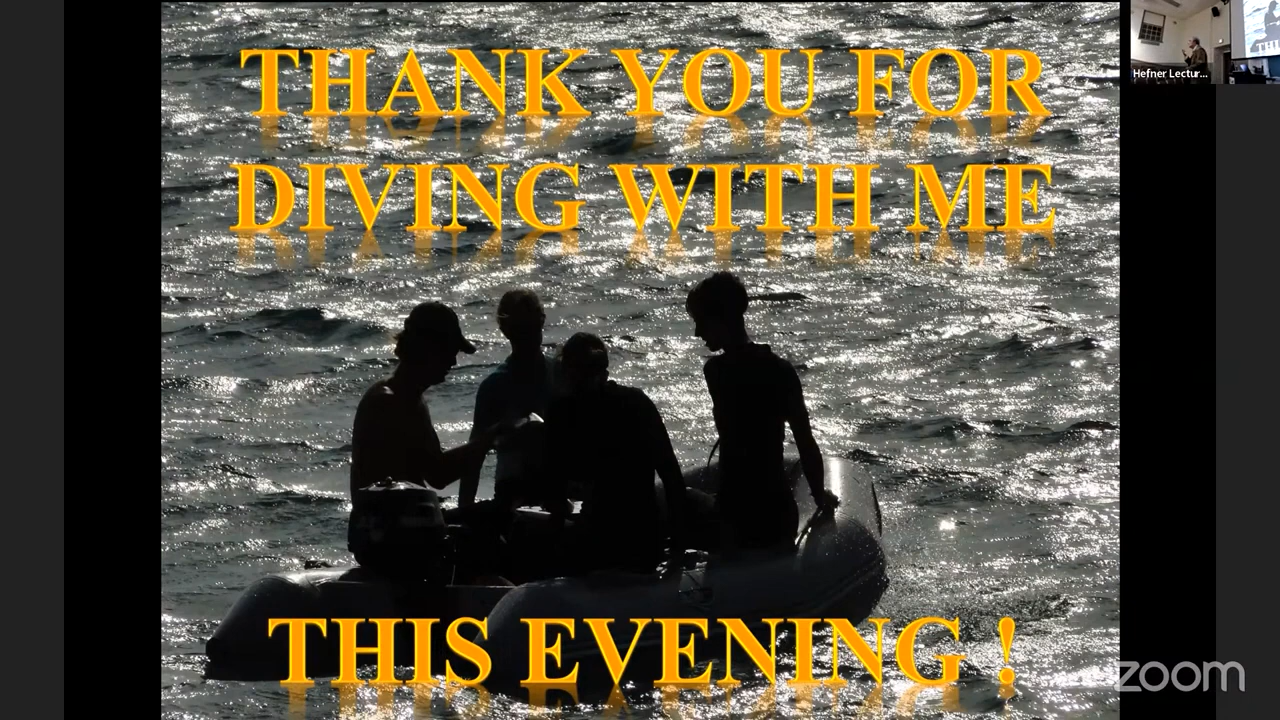 THANK YOU FOR
DIVING WITH ME
THIS EVENING !
Hefner Lectur...
zoom